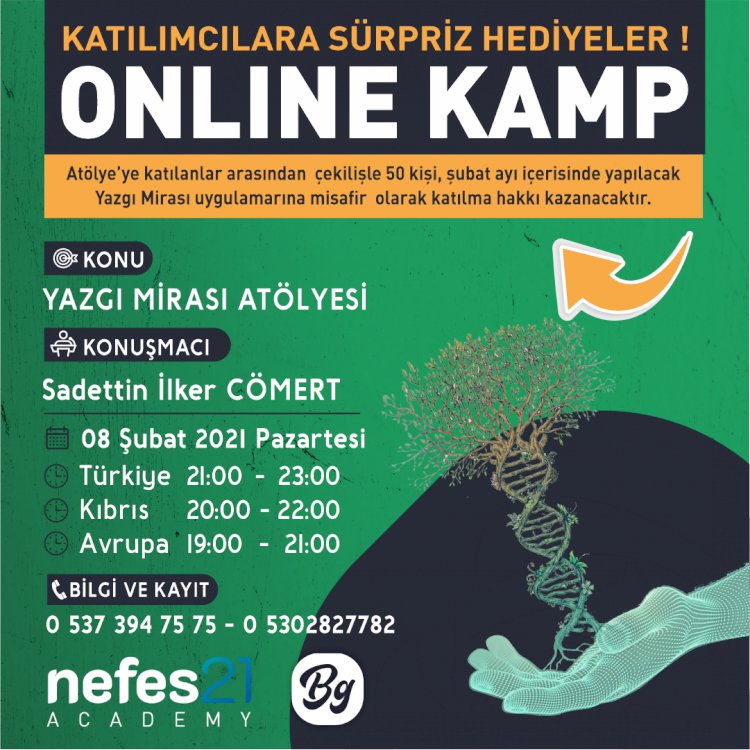 KATILIMCILARA SÜRPRİZ HEDİYELER !
ONLINE KAMP
Atölye'ye katılanlar arasından çekilişle 50 kişi, şubat ayı içerisinde yapılacak
Yazgı Mirası uygulamarına misafir olarak katılma hakkı kazanacaktır.
KONU
YAZGI MİRASI ATÖLYESİ
KONUŞMACI
Sadettin İlker CÖMERT
08 Şubat 2021 Pazartesi
Türkiye 21:00 - 23:00
Kıbrıs 20:00 - 22:00
Avrupa 19:00 - 21:00
BİLGİ VE KAYIT
0 537 394 75 75 - 0 5302827782
nefes21
ACADEMY
Bg